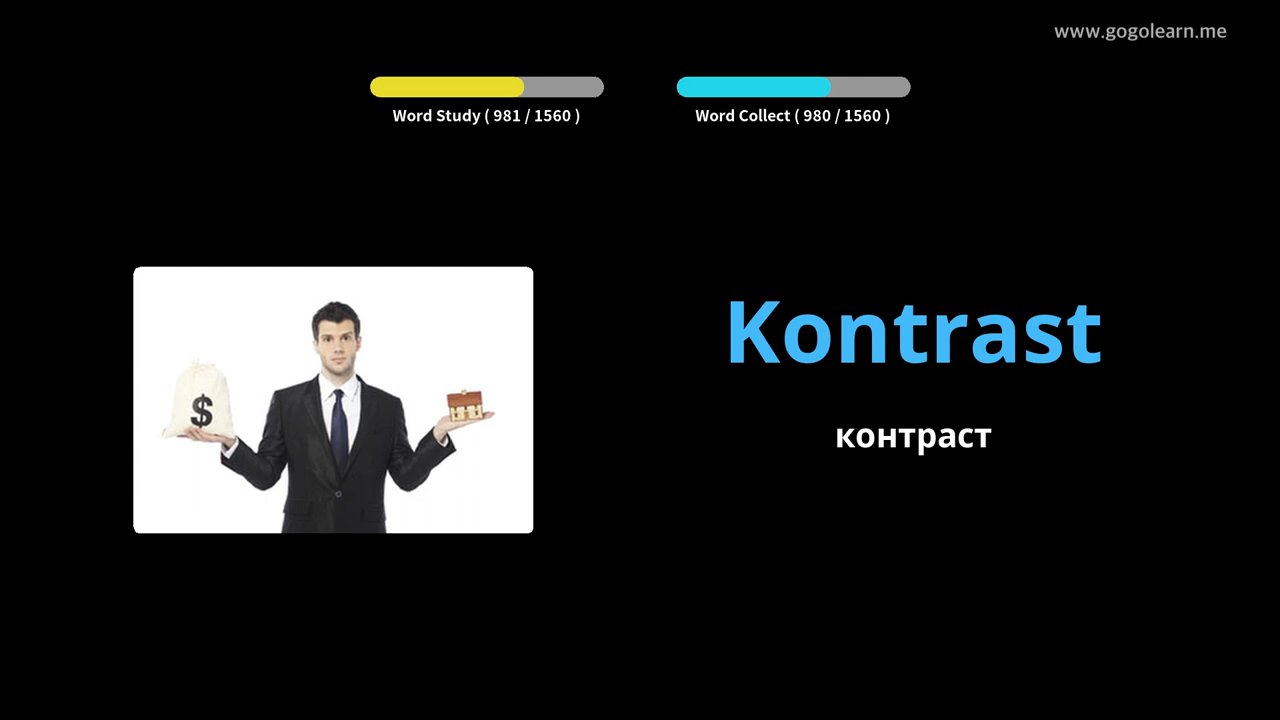 www.gogolearn.me
Word Study ( 981 / 1560 )
Word Collect ( 980 / 1560 )
$
Kontrast
контраст